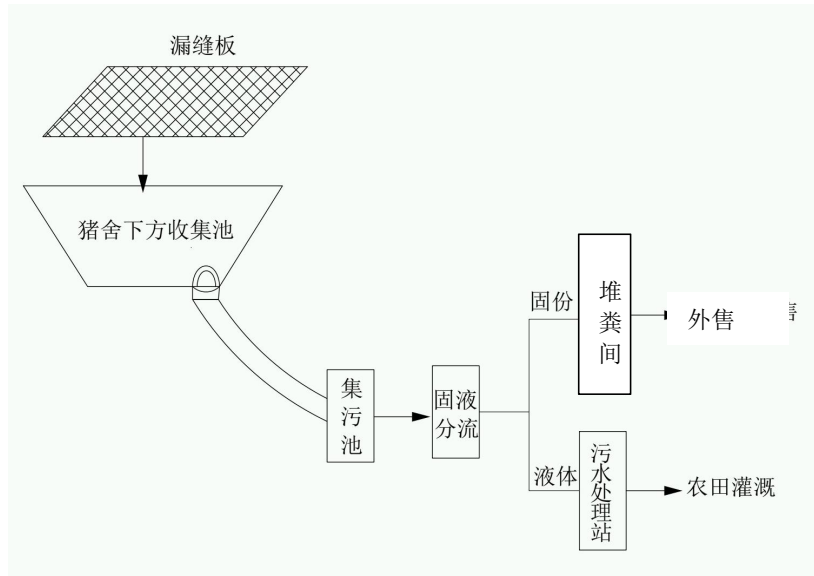 漏缝板
猪舍下方收集池
集
污
池
固液
分流
固份
堆
粪
间
外售
液体
污
水
处
理
站
农田灌溉